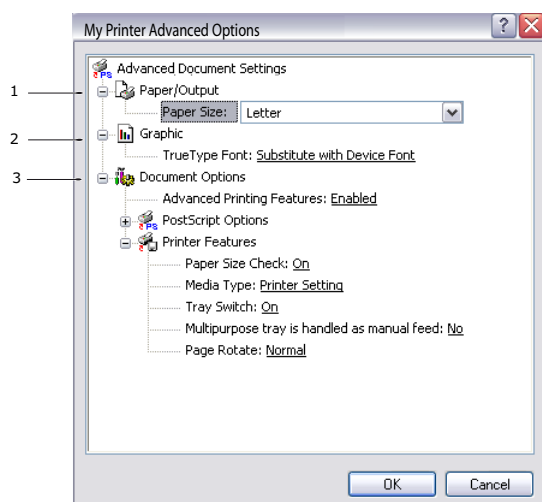 My Printer Advanced Options
?
X
PS Advanced Document Settings
1 Paper/Output
Paper Size: Letter
2 Graphic
TrueType Font: Substitute with Device Font
3 Document Options
Advanced Printing Features: Enabled
PS PostScript Options
Printer Features
Paper Size Check: On
Media Type: Printer Setting
Tray Switch: On
Multipurpose tray is handled as manual feed: No
Page Rotate: Normal
OK Cancel